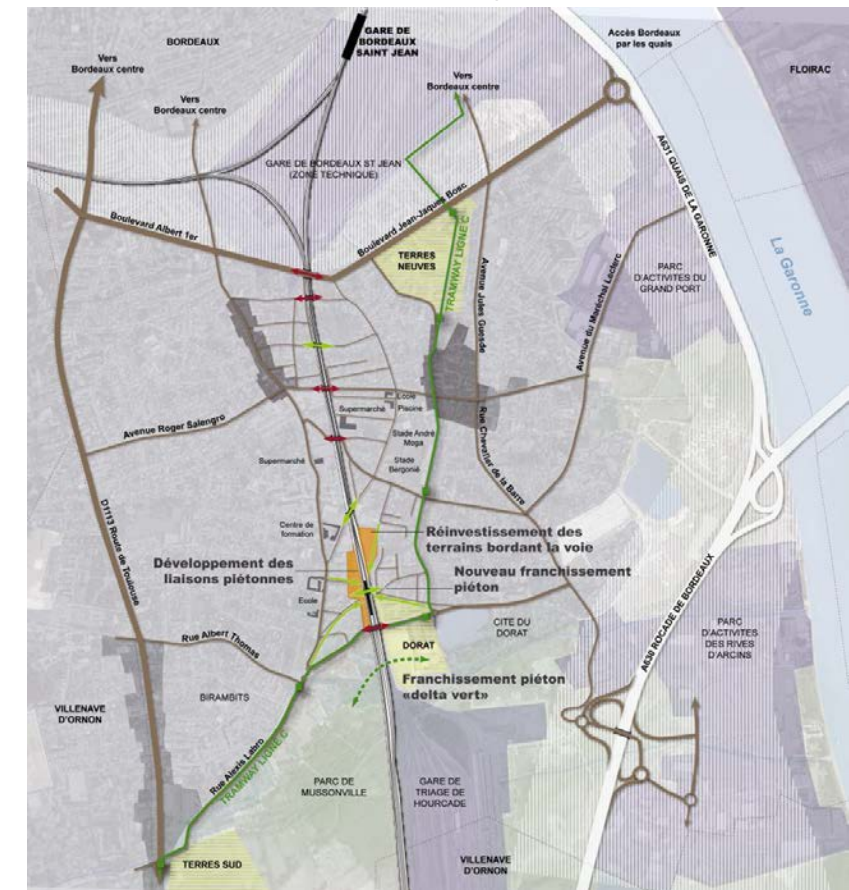 BORDEAUX
GARE DE
BORDEAUX
SAINT JEAN
Accès Bordeaux
par les quais
FLOIRAC
Vers
Bordeaux centre
Vers
Bordeaux centre
Vers
Bordeaux centre
A631 QUAIS DE LA GARONNE
GARE DE BORDEAUX ST JEAN
(ZONE TECHNIQUE)
Boulevard Jean-Jaques Bosc
Boulevard Albert 1er
TERRES
NEUVES
TRAMWAY LIGNE C
Avenue Jules Guesde
Avenue du Maréchal Leclerc
PARC
D'ACTIVITES DU
GRAND PORT
La Garonne
Ecole
Piscine
Supermarché
Avenue Roger Salengro
Stade André
Moga
Supermarché
Stade
Bergonié
Rue Chevalier de la Barre
D1113 Route de Toulouse
Centre de
formation
Réinvestissement des
terrains bordant la voie
Développement des
liaisons piétonnes
Nouveau franchissement
piéton
Ecole
A630 ROCADE DE BORDEAUX
CITE DU
DORAT
PARC
D'ACTIVITES
DES RIVES
D'ARCINS
Rue Albert Thomas
DORAT
Franchissement piéton
«delta vert»
BIRAMBITS
VILLENAVE
D'ORNON
Rue Alexis Labro
TRAMWAY LIGNE C
PARC DE
MUSSONVILLE
GARE DE
TRIAGE DE
HOURCADE
TERRES SUD
VILLENAVE
D'ORNON